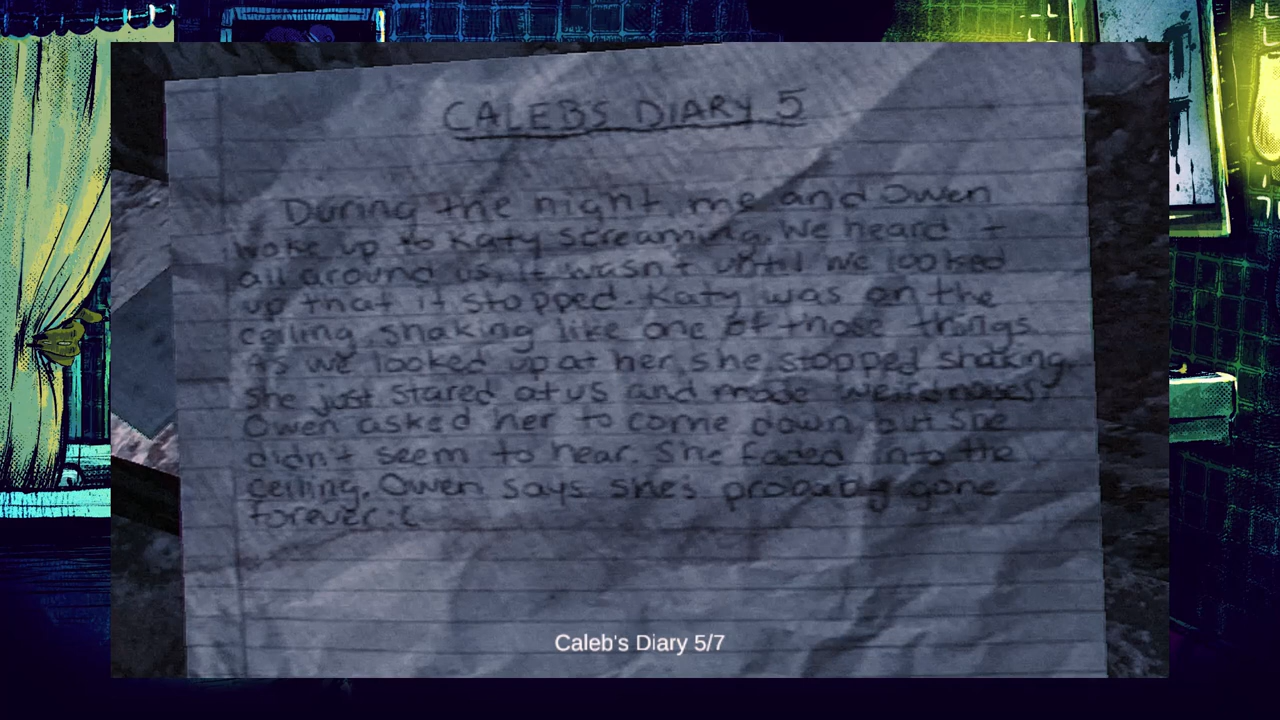 CALEB'S DIARY 5
During the night, me and Owen
woke up to Katy screaming. We heard it
all around us, it wasn't until we looked
up that it stopped. Katy was on the
ceiling, shaking like one of those things.
As we looked up at her, she stopped shaking.
She just stared at us and made weird noises.
Owen asked her to come down but she
didn't seem to hear. She faded into the
ceiling. Owen says she's probably gone
forever :(
Caleb's Diary 5/7